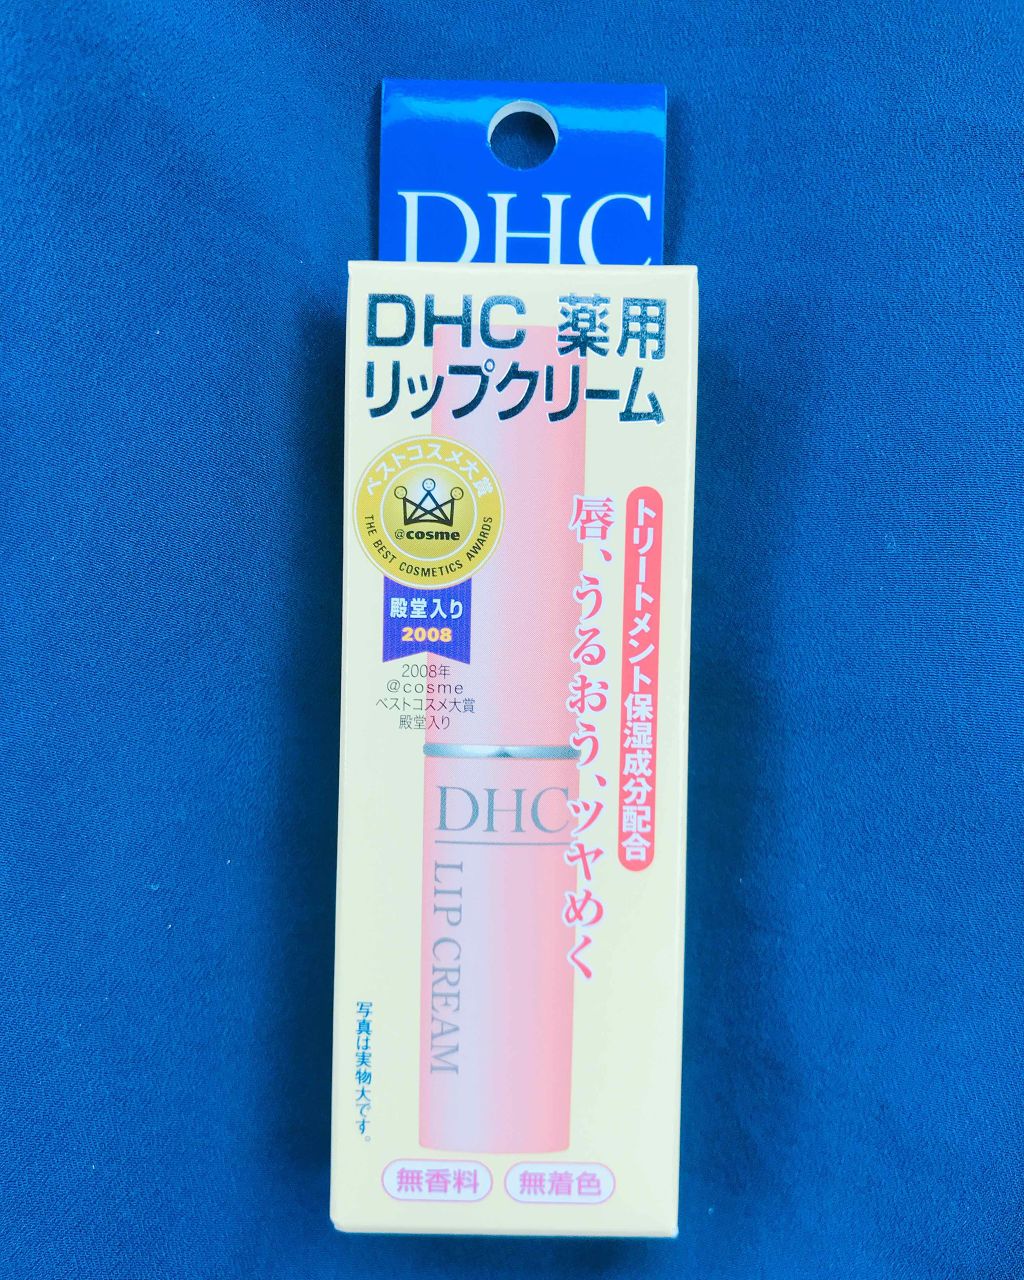 DHC
DHC 薬用
リップクリーム
ベストコスメ大賞
@cosme
THE BEST COSMETICS AWARDS
殿堂入り
2008
2008年
@cosme
ベストコスメ大賞
殿堂入り
トリートメント保湿成分配合
唇、うるおう、ツヤめく
DHC
LIP CREAM
写真は実物大です。
無香料
無着色